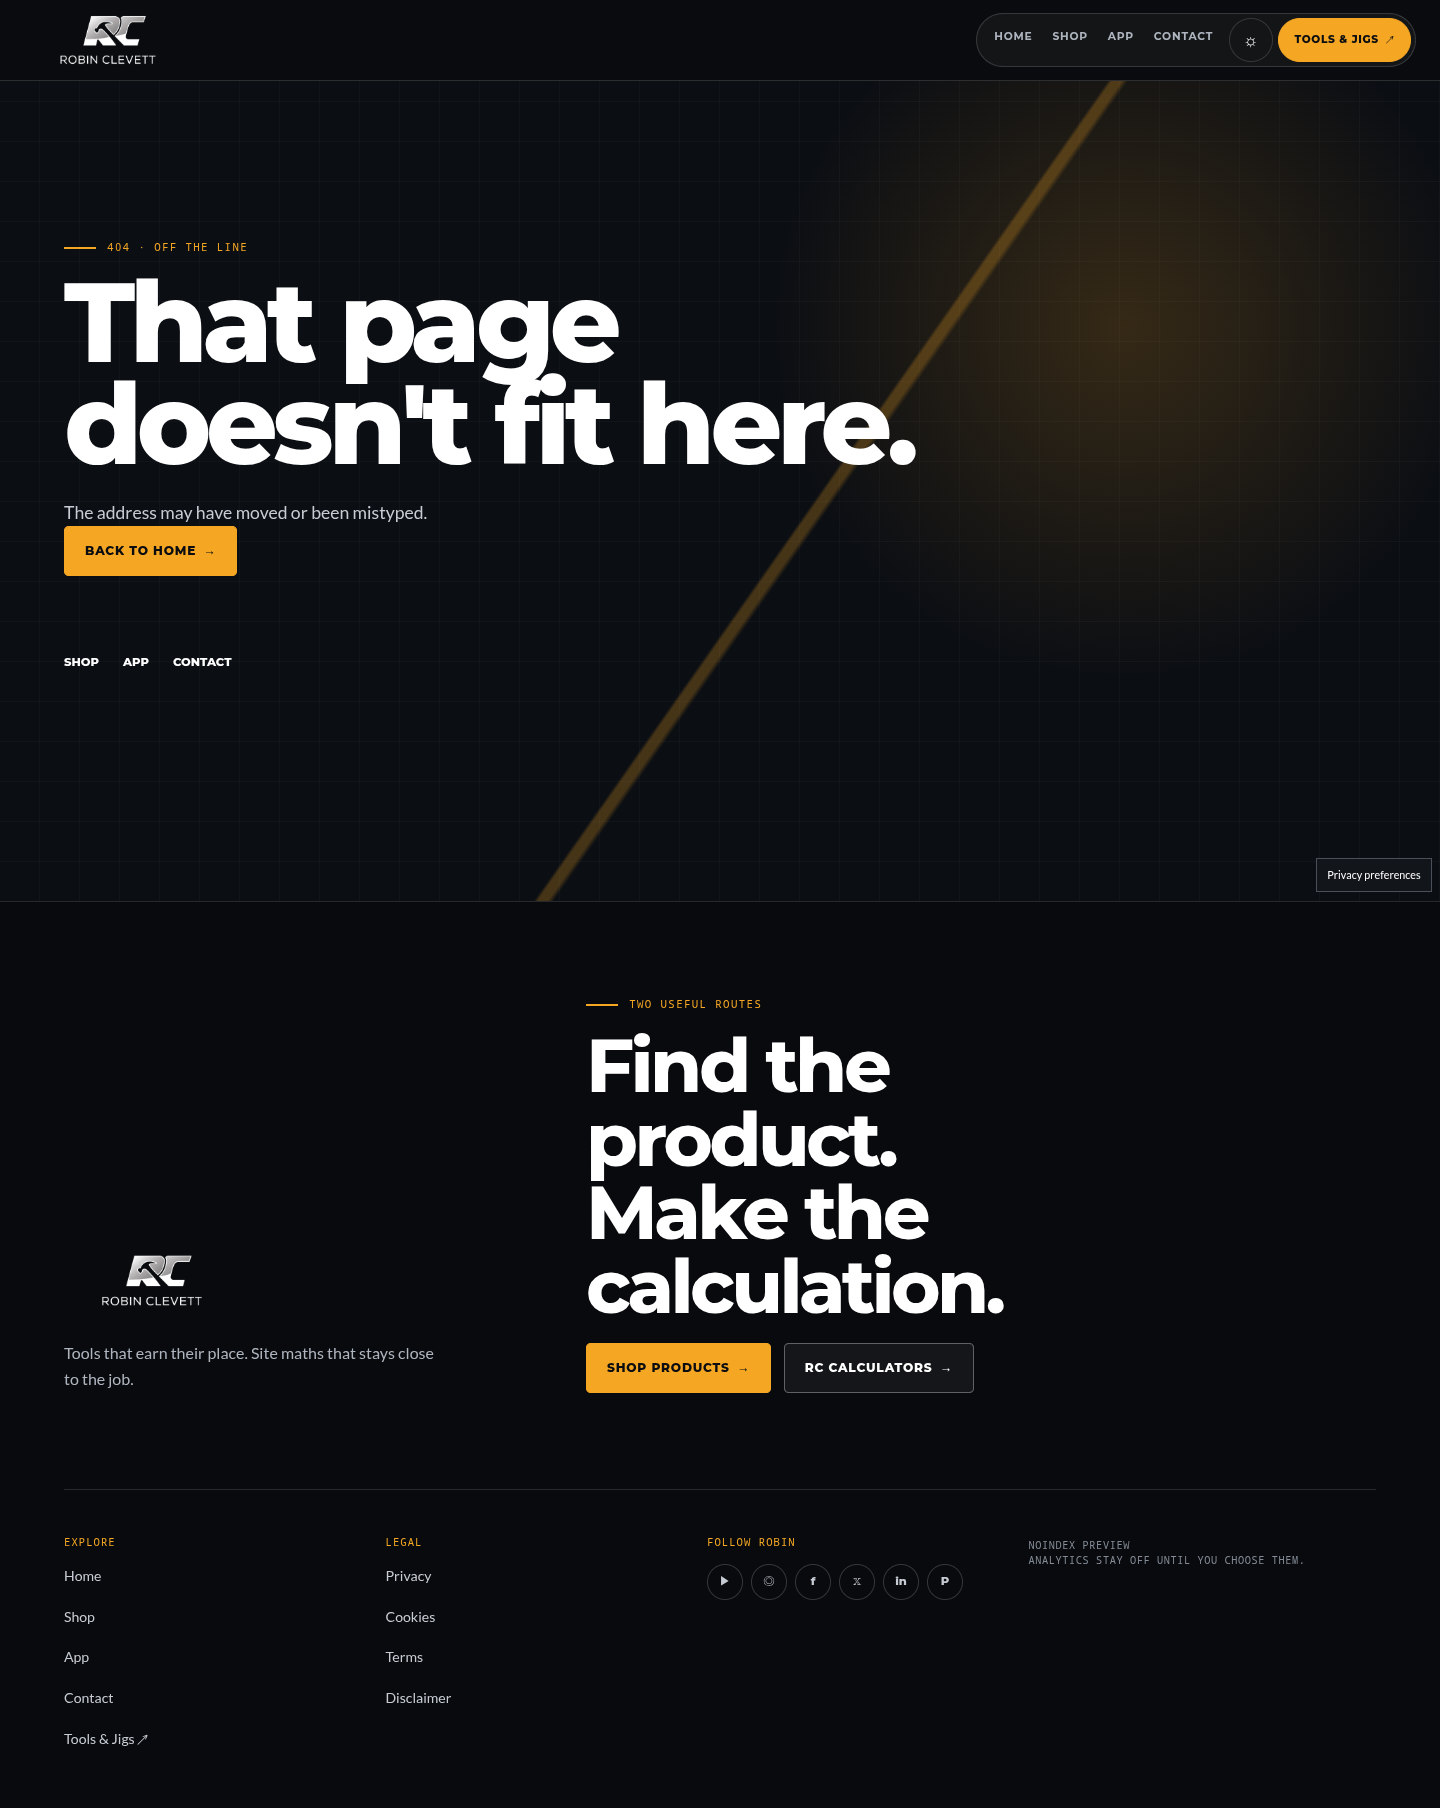 RC
ROBIN CLEVETT
HOME SHOP APP CONTACT ☼ TOOLS & JIGS ↗
404 · OFF THE LINE
That page
doesn't fit here.
The address may have moved or been mistyped.
BACK TO HOME →
SHOP APP CONTACT
Privacy preferences
TWO USEFUL ROUTES
Find the
product.
Make the
calculation.
RC
ROBIN CLEVETT
Tools that earn their place. Site maths that stays close
to the job.
SHOP PRODUCTS →
RC CALCULATORS →
EXPLORE
Home
Shop
App
Contact
Tools & Jigs ↗
LEGAL
Privacy
Cookies
Terms
Disclaimer
FOLLOW ROBIN
▶ ◎ f 𝕏 in P
NOINDEX PREVIEW
ANALYTICS STAY OFF UNTIL YOU CHOOSE THEM.